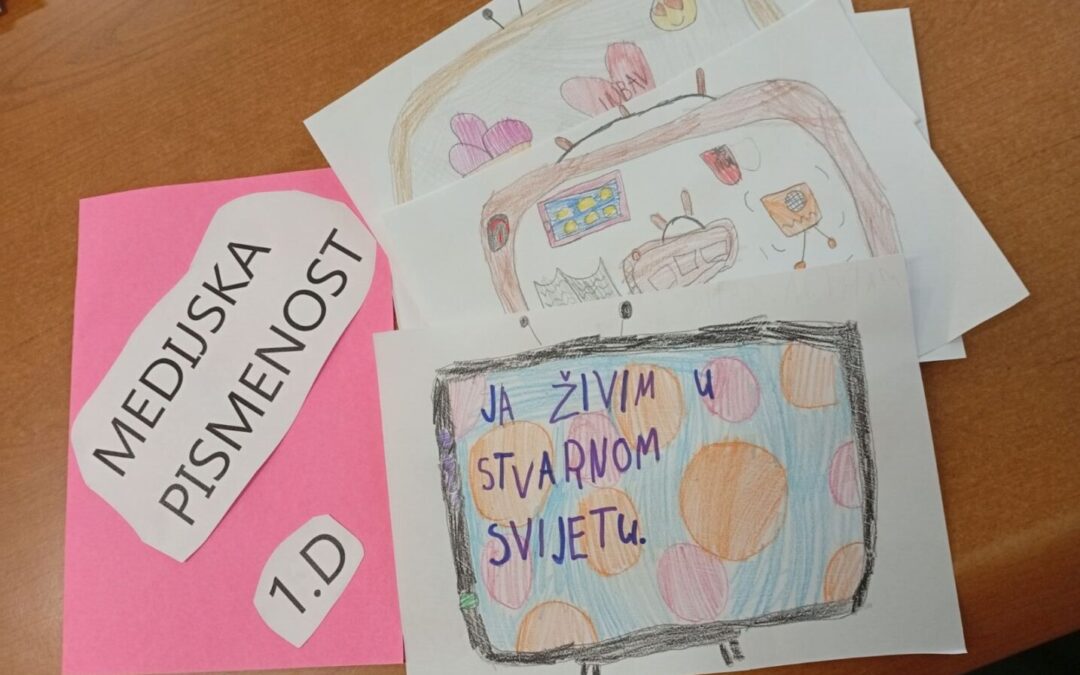 MEDIJSKA
PISMENOST
1.D
JA ŽIVIM U
STVARNOM
SVIJETU.